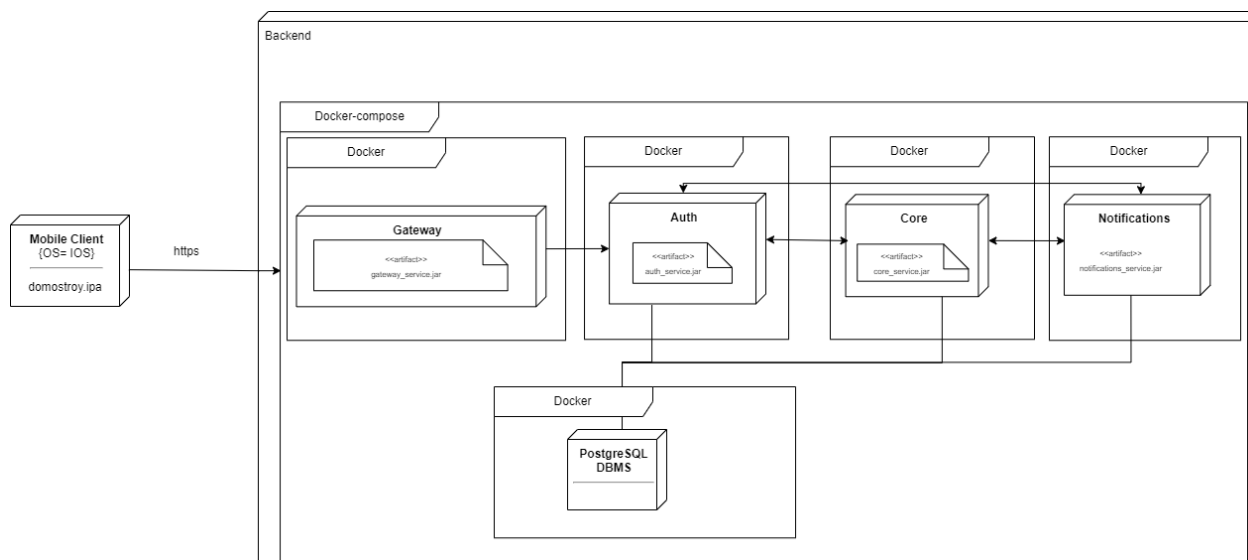 Backend
Docker-compose
Docker
Docker
Docker
Docker
Mobile Client
{OS= IOS}
domostroy.ipa
https
Gateway
<<artifact>>
gateway_service.jar
Auth
<<artifact>>
auth_service.jar
Core
<<artifact>>
core_service.jar
Notifications
<<artifact>>
notifications_service.jar
Docker
PostgreSQL
DBMS